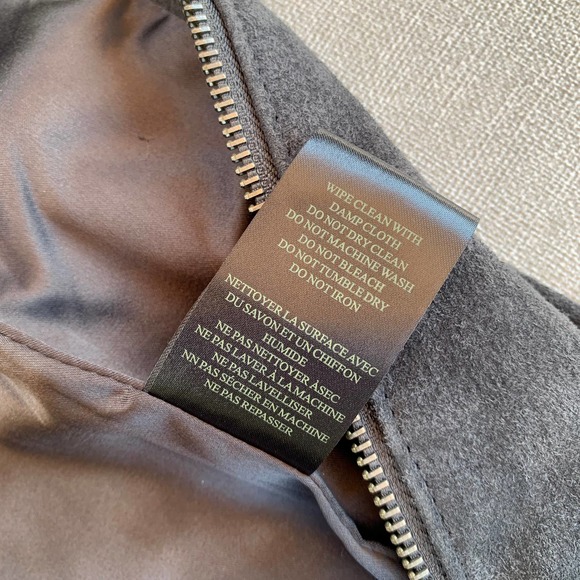 WIPE CLEAN WITH
DAMP CLOTH
DO NOT DRY CLEAN
DO NOT MACHINE WASH
DO NOT BLEACH
DO NOT TUMBLE DRY
DO NOT IRON
NETTOYER LA SURFACE AVEC
DU SAVON ET UN CHIFFON
HUMIDE
NE PAS NETTOYER ÀSEC
NE PAS LAVER À LA MACHINE
NE PAS LAVELLISER
NN PAS SÉCHER EN MACHINE
NE PAS REPASSER